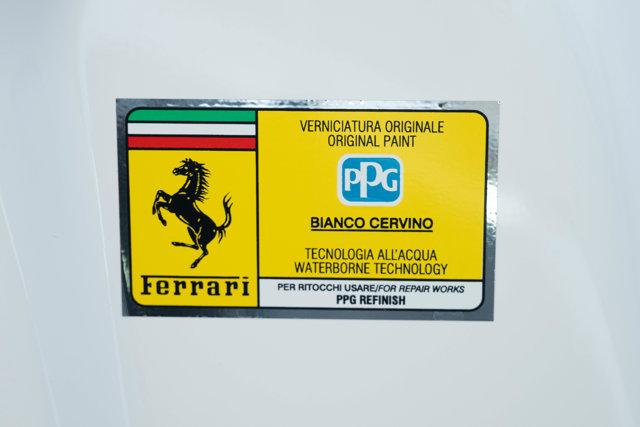 Ferrari
VERNICIATURA ORIGINALE
ORIGINAL PAINT
PPG
BIANCO CERVINO
TECNOLOGIA ALL'ACQUA
WATERBORNE TECHNOLOGY
PER RITOCCHI USARE/FOR REPAIR WORKS
PPG REFINISH